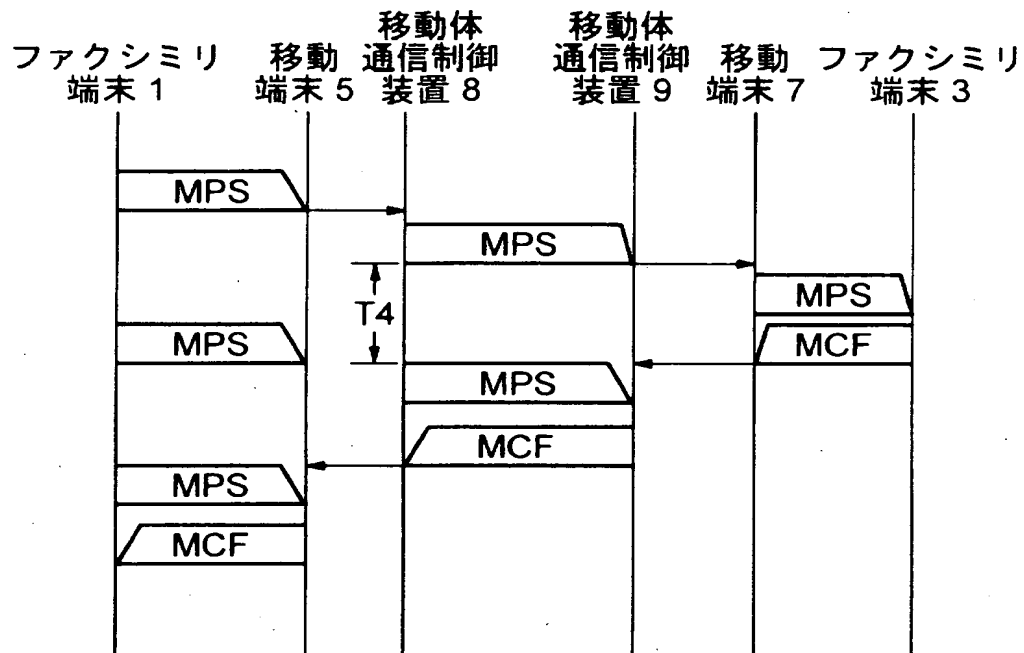 ファクシミリ
端末 1
移動
端末 5
移動体
通信制御
装置 8
移動体
通信制御
装置 9
移動
端末 7
ファクシミリ
端末 3
MPS
MPS
T4
MPS
MPS
MCF
MPS
MCF
MPS
MCF